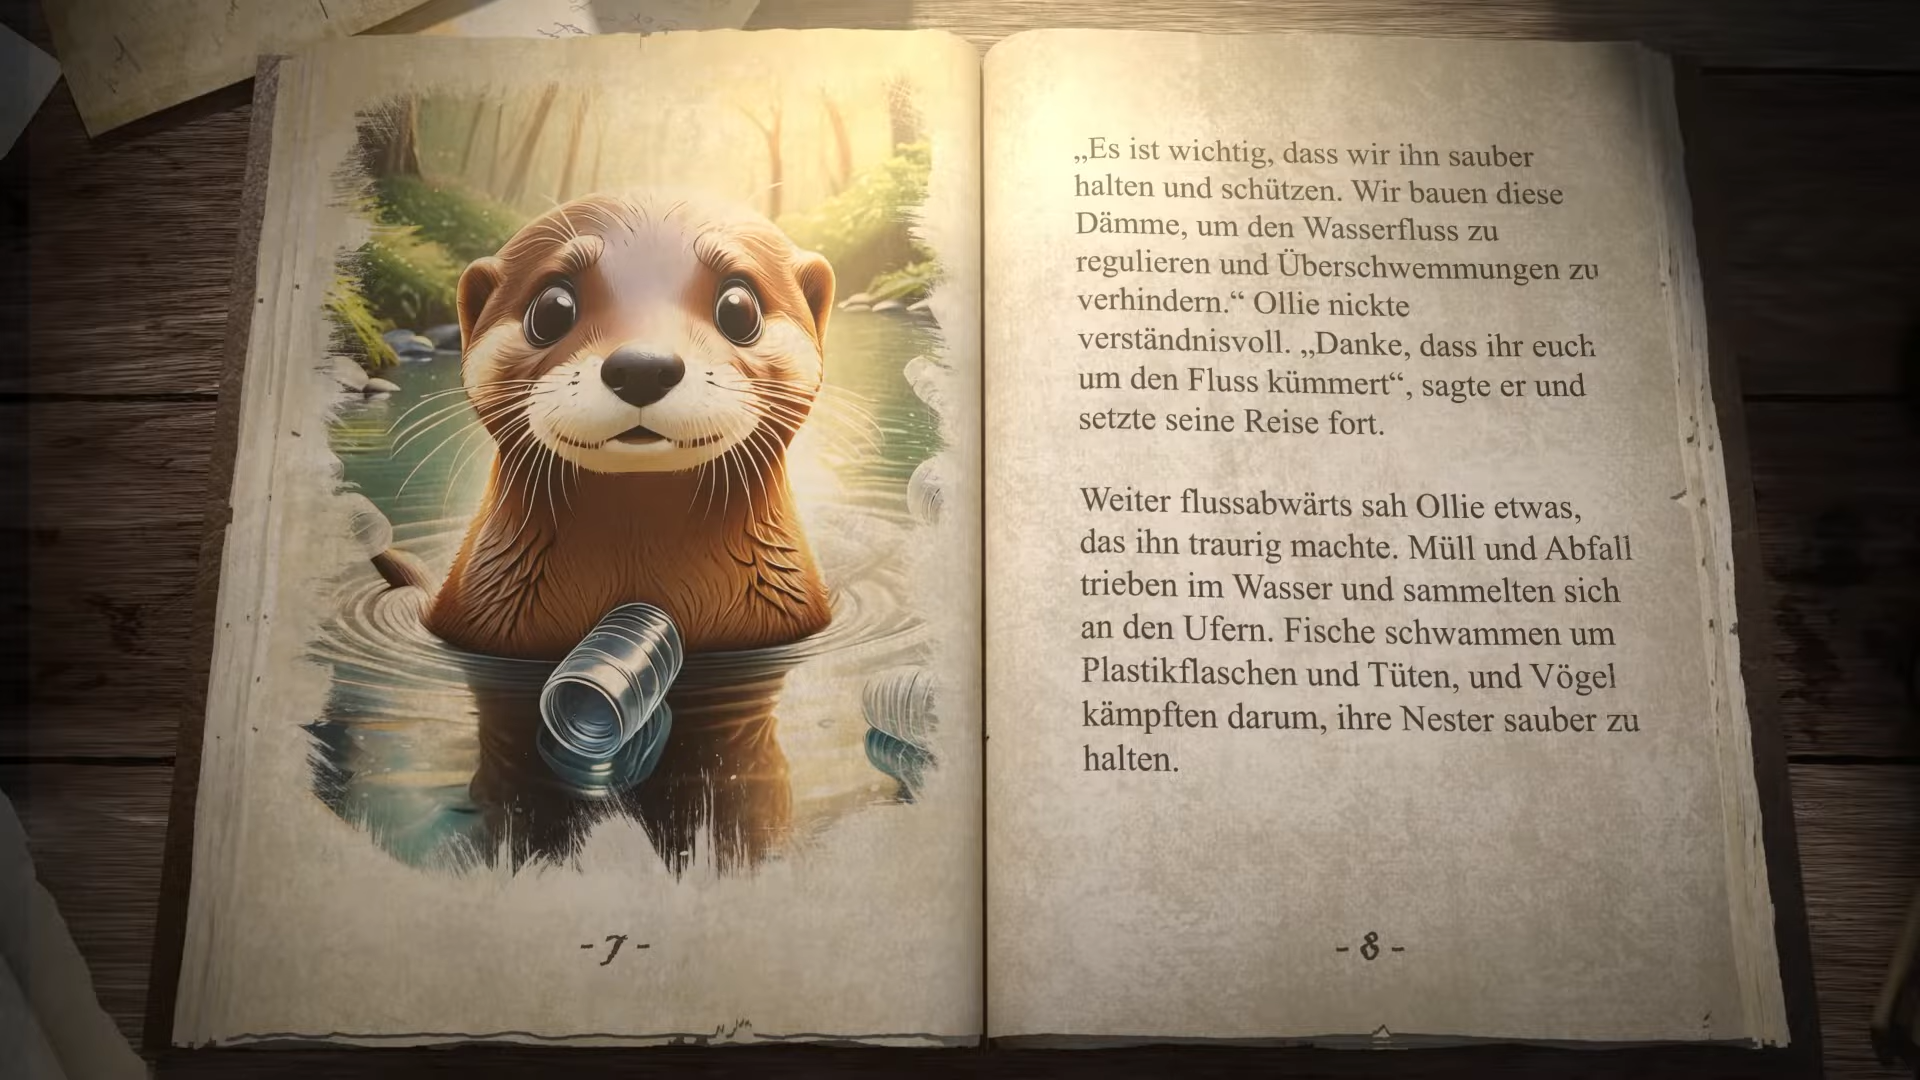 „Es ist wichtig, dass wir ihn sauber
halten und schützen. Wir bauen diese
Dämme, um den Wasserfluss zu
regulieren und Überschwemmungen zu
verhindern.“ Ollie nickte
verständnisvoll. „Danke, dass ihr euch
um den Fluss kümmert“, sagte er und
setzte seine Reise fort.
Weiter flussabwärts sah Ollie etwas,
das ihn traurig machte. Müll und Abfall
trieben im Wasser und sammelten sich
an den Ufern. Fische schwammen um
Plastikflaschen und Tüten, und Vögel
kämpften darum, ihre Nester sauber zu
halten.
- 7 -
- 8 -